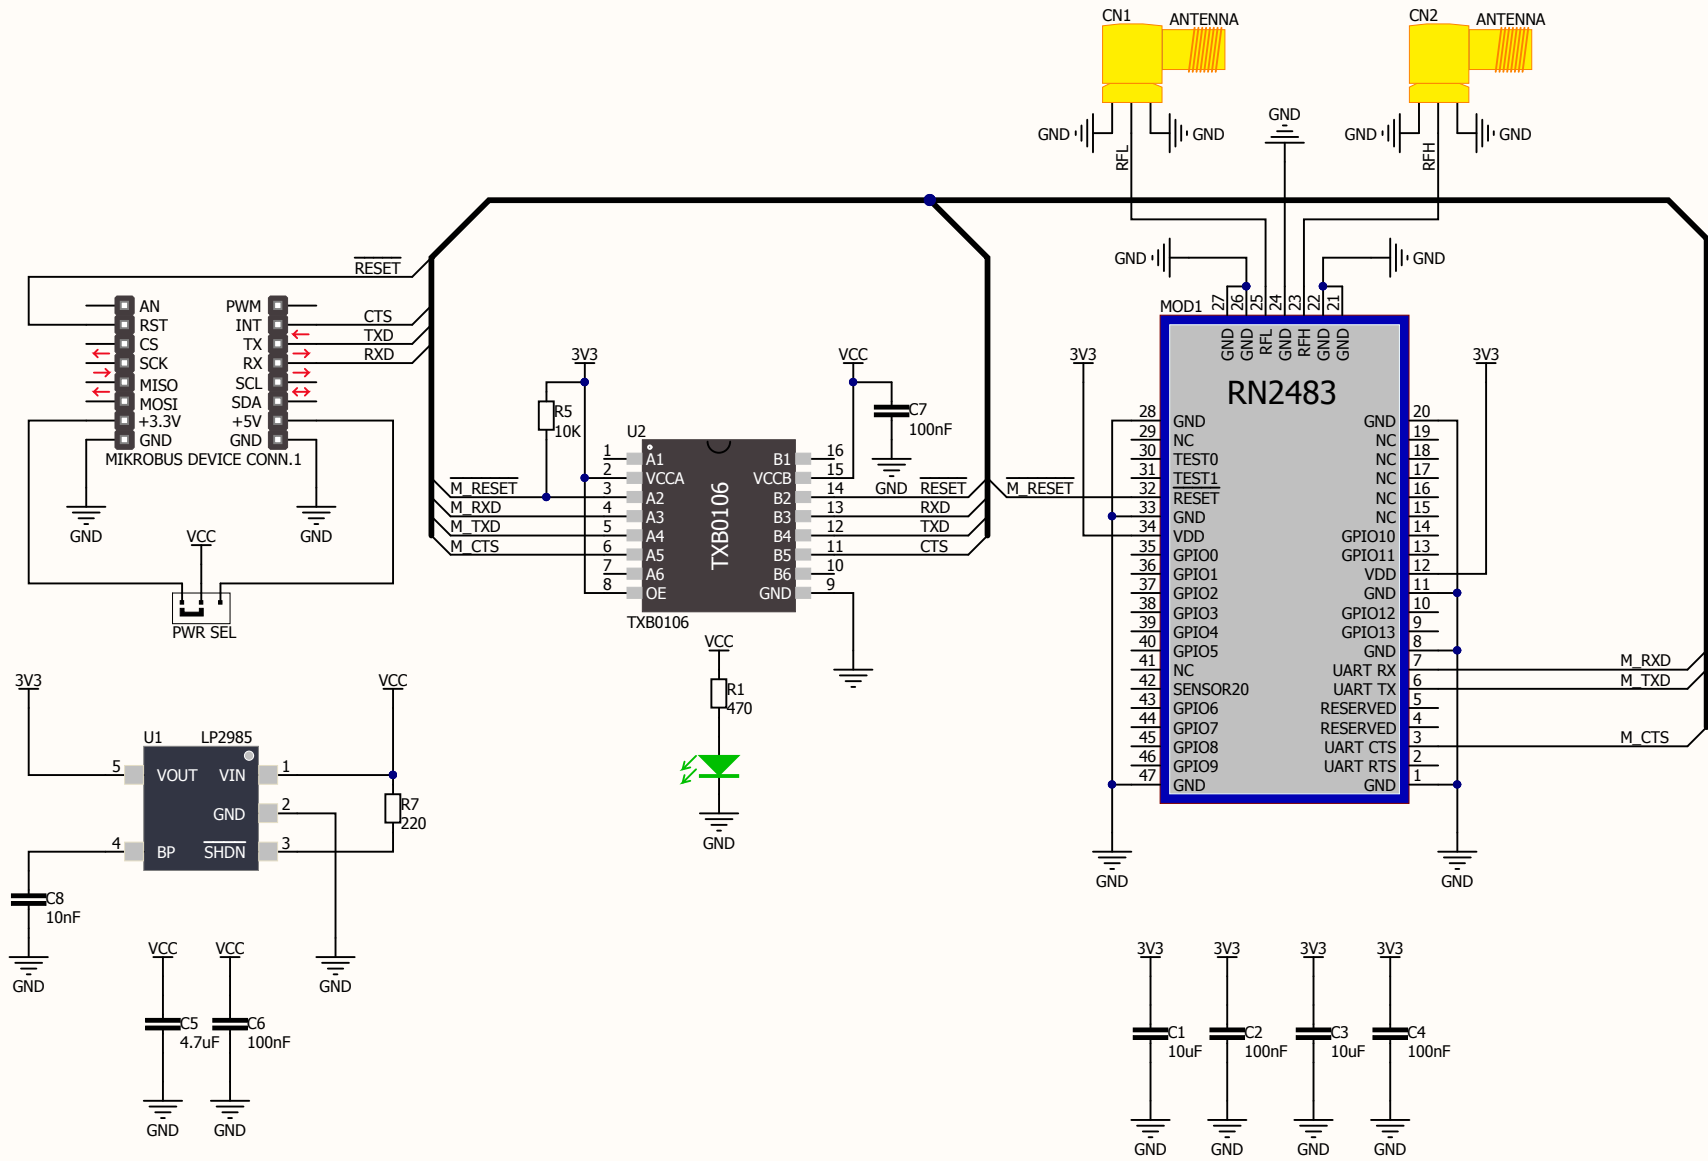 CN1 ANTENNA
CN2 ANTENNA
GND
GND
RFL
GND
GND
GND
RFH
GND
GND
RESET
AN
RST
CS
SCK
MISO
MOSI
+3.3V
GND
PWM
INT
TX
RX
SCL
SDA
+5V
GND
CTS
TXD
RXD
MIKROBUS DEVICE CONN.1
GND
GND
VCC
PWR SEL
3V3
R5
10K
VCC
C7
100nF
GND
U2
TXB0106
1 A1
2 VCCA
3 A2
4 A3
5 A4
6 A5
7 A6
8 OE
B1 16
VCCB 15
B2 14
B3 13
B4 12
B5 11
B6 10
GND 9
TXB0106
M_RESET
M_RXD
M_TXD
M_CTS
RESET
RXD
TXD
CTS
M_RESET
VCC
R1
470
GND
3V3
VCC
U1 LP2985
5 VOUT
4 BP
VIN 1
GND 2
SHDN 3
R7
220
C8
10nF
GND
GND
VCC
C5
4.7uF
GND
VCC
C6
100nF
GND
GND
GND
MOD1
27 26 25 24 23 22 21
GND GND RFL GND RFH GND GND
RN2483
3V3
3V3
28 GND
29 NC
30 TEST0
31 TEST1
32 RESET
33 GND
34 VDD
35 GPIO0
36 GPIO1
37 GPIO2
38 GPIO3
39 GPIO4
40 GPIO5
41 NC
42 SENSOR20
43 GPIO6
44 GPIO7
45 GPIO8
46 GPIO9
47 GND
GND 20
NC 19
NC 18
NC 17
NC 16
NC 15
GPIO10 14
GPIO11 13
VDD 12
GND 11
GPIO12 10
GPIO13 9
GND 8
UART RX 7
UART TX 6
RESERVED 5
RESERVED 4
UART CTS 3
UART RTS 2
GND 1
M_RXD
M_TXD
M_CTS
GND
GND
3V3
C1
10uF
GND
3V3
C2
100nF
GND
3V3
C3
10uF
GND
3V3
C4
100nF
GND